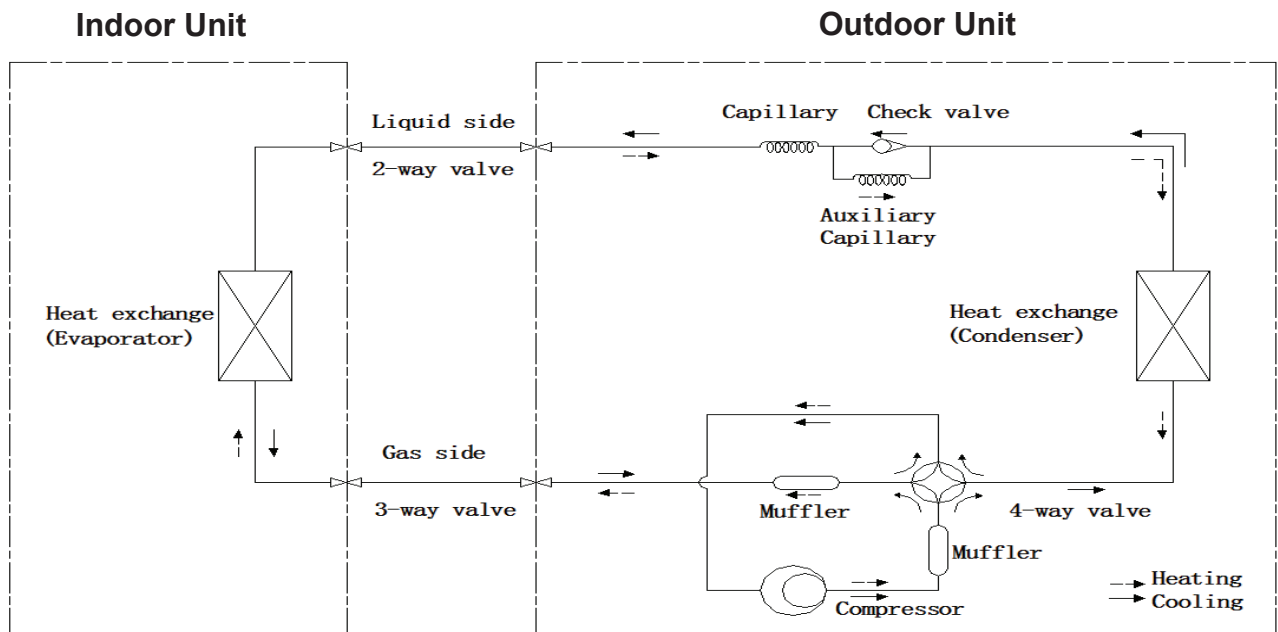 Indoor Unit
Outdoor Unit
Liquid side
2-way valve
Capillary
Check valve
Auxiliary
Capillary
Heat exchange
(Evaporator)
Heat exchange
(Condenser)
Gas side
3-way valve
Muffler
4-way valve
Muffler
Compressor
Heating
Cooling